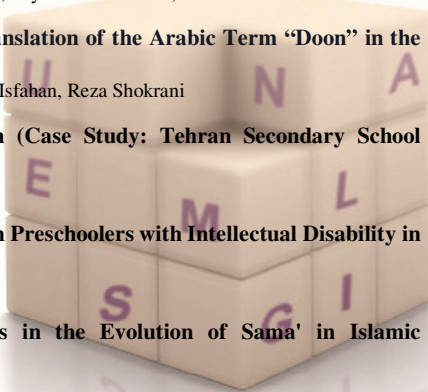 anslation of the Arabic Term “Doon” in the
Isfahan, Reza Shokrani
(Case Study: Tehran Secondary School
Preschoolers with Intellectual Disability in
s in the Evolution of Sama' in Islamic
U N A
E M L
S G I